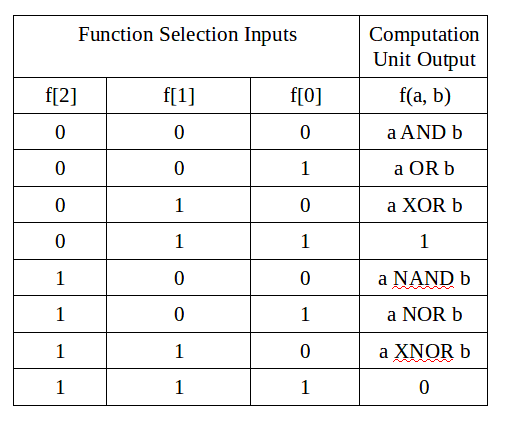 Function Selection Inputs Computation
Unit Output
f[2] f[1] f[0] f(a, b)
0 0 0 a AND b
0 0 1 a OR b
0 1 0 a XOR b
0 1 1 1
1 0 0 a NAND b
1 0 1 a NOR b
1 1 0 a XNOR b
1 1 1 0